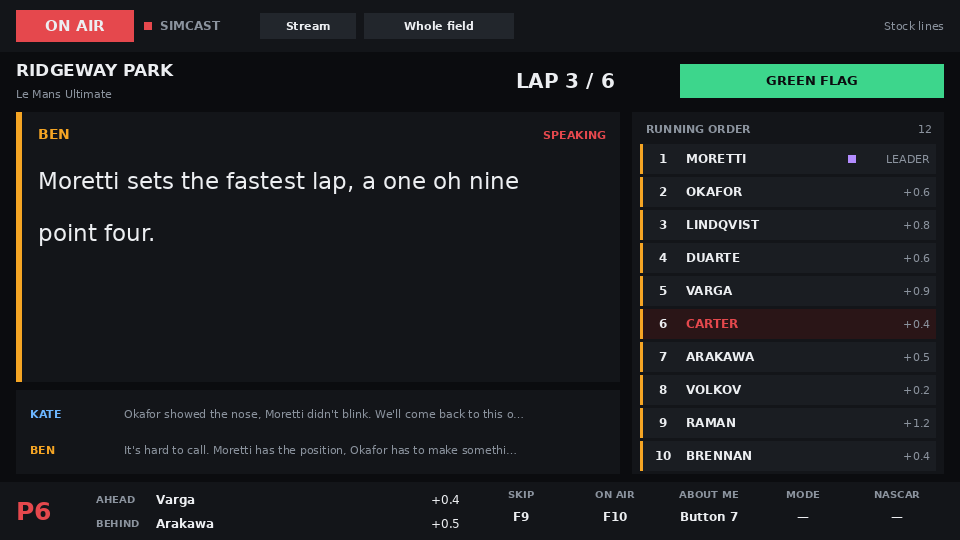 ON AIR
SIMCAST
Stream
Whole field
Stock lines
RIDGEWAY PARK
Le Mans Ultimate
LAP 3 / 6
GREEN FLAG
BEN
SPEAKING
Moretti sets the fastest lap, a one oh nine
point four.
KATE Okafor showed the nose, Moretti didn't blink. We'll come back to this o...
BEN It's hard to call. Moretti has the position, Okafor has to make somethi...
RUNNING ORDER 12
1 MORETTI LEADER
2 OKAFOR +0.6
3 LINDQVIST +0.8
4 DUARTE +0.6
5 VARGA +0.9
6 CARTER +0.4
7 ARAKAWA +0.5
8 VOLKOV +0.2
9 RAMAN +1.2
10 BRENNAN +0.4
P6
AHEAD Varga +0.4
BEHIND Arakawa +0.5
SKIP
F9
ON AIR
F10
ABOUT ME
Button 7
MODE
—
NASCAR
—